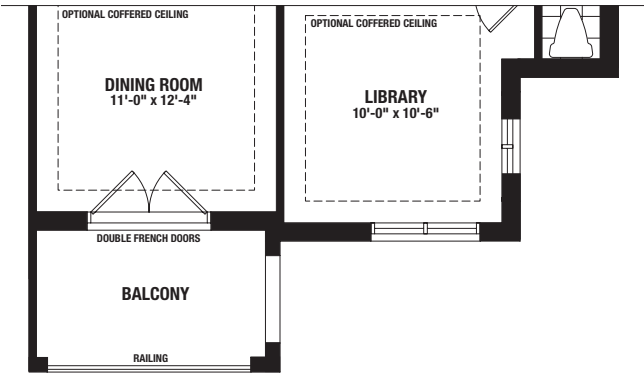 OPTIONAL COFFERED CEILING
DINING ROOM
11'-0" x 12'-4"
OPTIONAL COFFERED CEILING
LIBRARY
10'-0" x 10'-6"
DOUBLE FRENCH DOORS
BALCONY
RAILING